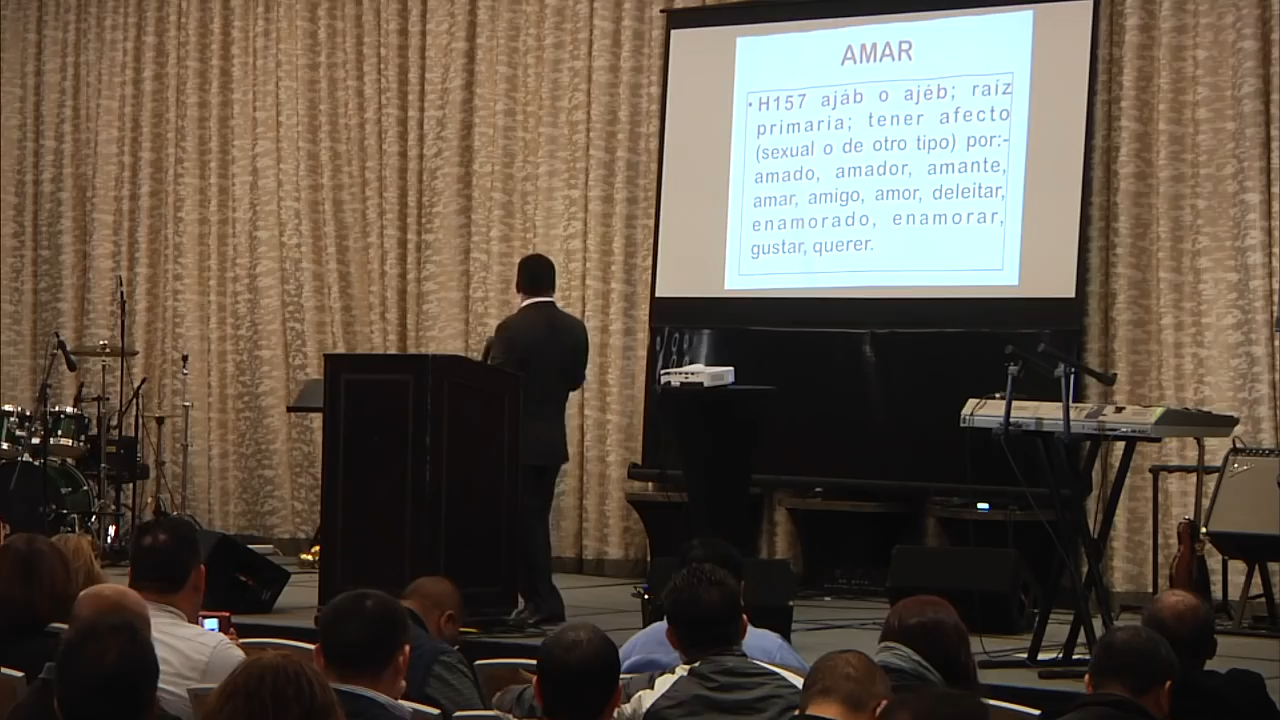 AMAR
• H157 ajáb o ajéb; raíz
primaria; tener afecto
(sexual o de otro tipo) por:-
amado, amador, amante,
amar, amigo, amor, deleitar,
enamorado, enamorar,
gustar, querer.